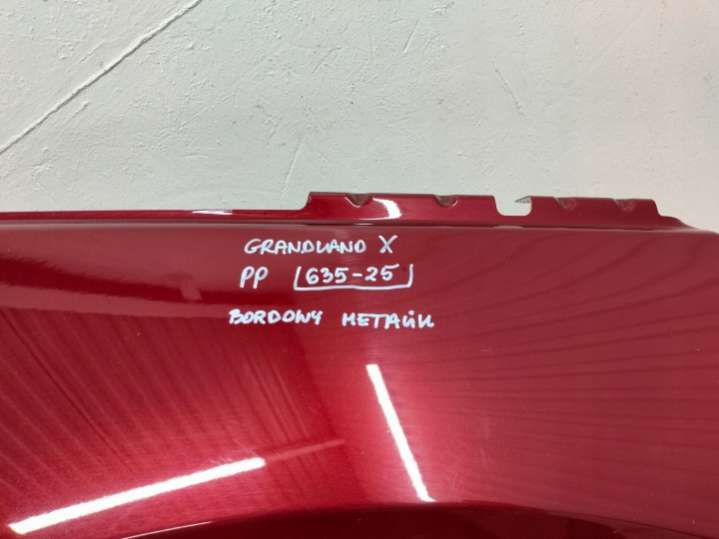 GRANDLAND X
PP 635-25
BORDOWY METALIK